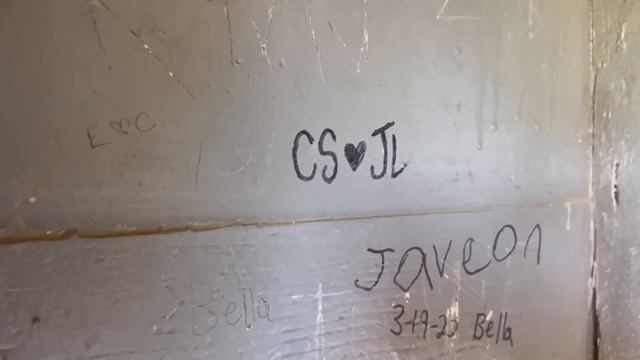 E♡C
CS♥JL
Javeon
Bella
3-19-20 Bella